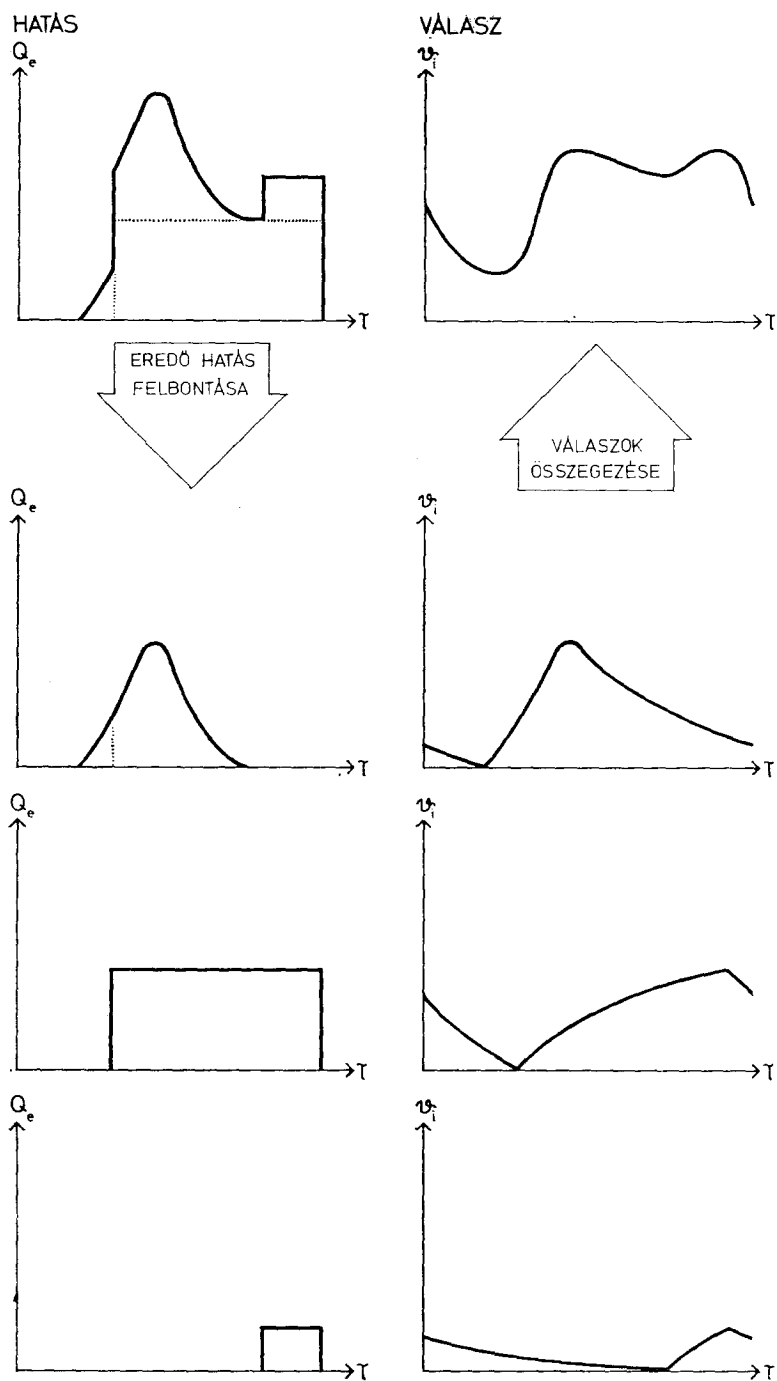 HATÁS
Qe
τ
VÁLASZ
ϑi
τ
EREDŐ HATÁS
FELBONTÁSA
VÁLASZOK
ÖSSZEGEZÉSE
Qe
τ
ϑi
τ
Qe
τ
ϑi
τ
Qe
τ
ϑi
τ